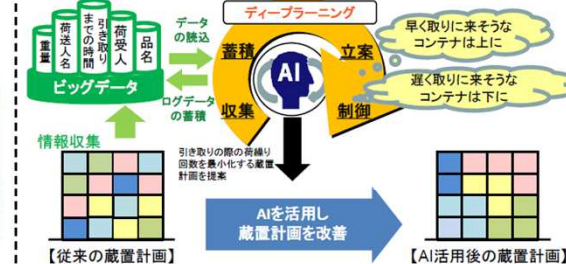 重量
荷送人名
引き取り
までの時間
荷受人
品名
ビッグデータ
データ
の読込
ログデータ
の蓄積
情報収集
ディープラーニング
蓄積
立案
AI
収集
制御
早く取りに来そうな
コンテナは上に
遅く取りに来そうな
コンテナは下に
引き取りの際の荷繰り
回数を最小化する蔵置
計画を提案
AIを活用し
蔵置計画を改善
【従来の蔵置計画】
【AI活用後の蔵置計画】